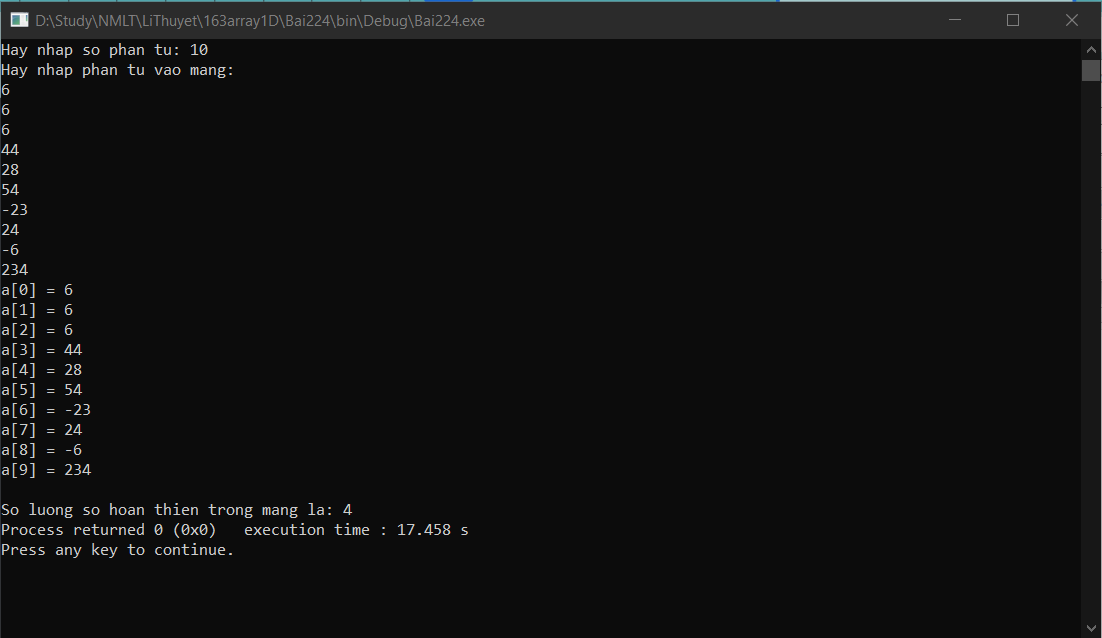 D:\Study\NMLT\LiThuyet\163array1D\Bai224\bin\Debug\Bai224.exe
Hay nhap so phan tu: 10
Hay nhap phan tu vao mang:
6
6
6
44
28
54
-23
24
-6
234
a[0] = 6
a[1] = 6
a[2] = 6
a[3] = 44
a[4] = 28
a[5] = 54
a[6] = -23
a[7] = 24
a[8] = -6
a[9] = 234
So luong so hoan thien trong mang la: 4
Process returned 0 (0x0)   execution time : 17.458 s
Press any key to continue.